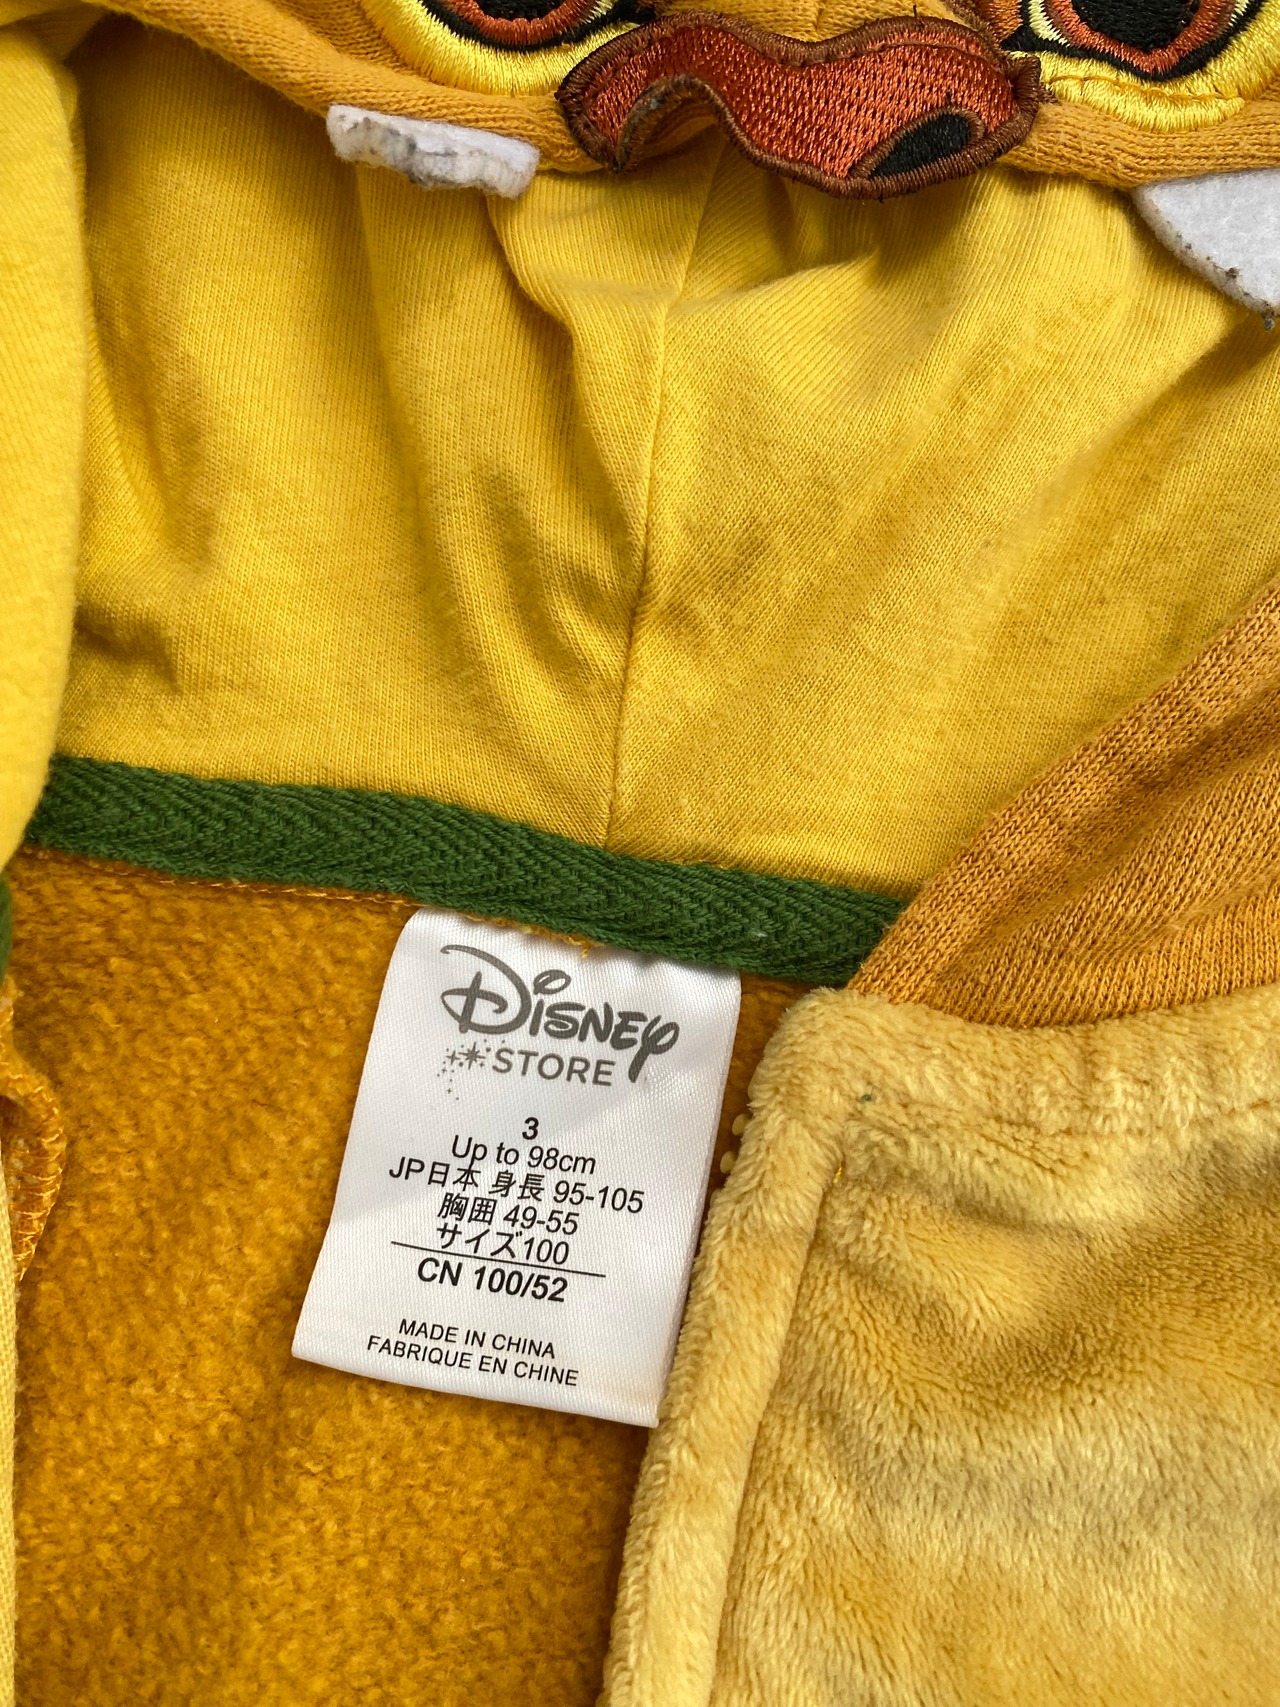 Disney
STORE
3
Up to 98cm
JP日本 身長 95-105
胸囲 49-55
サイズ100
CN 100/52
MADE IN CHINA
FABRIQUE EN CHINE